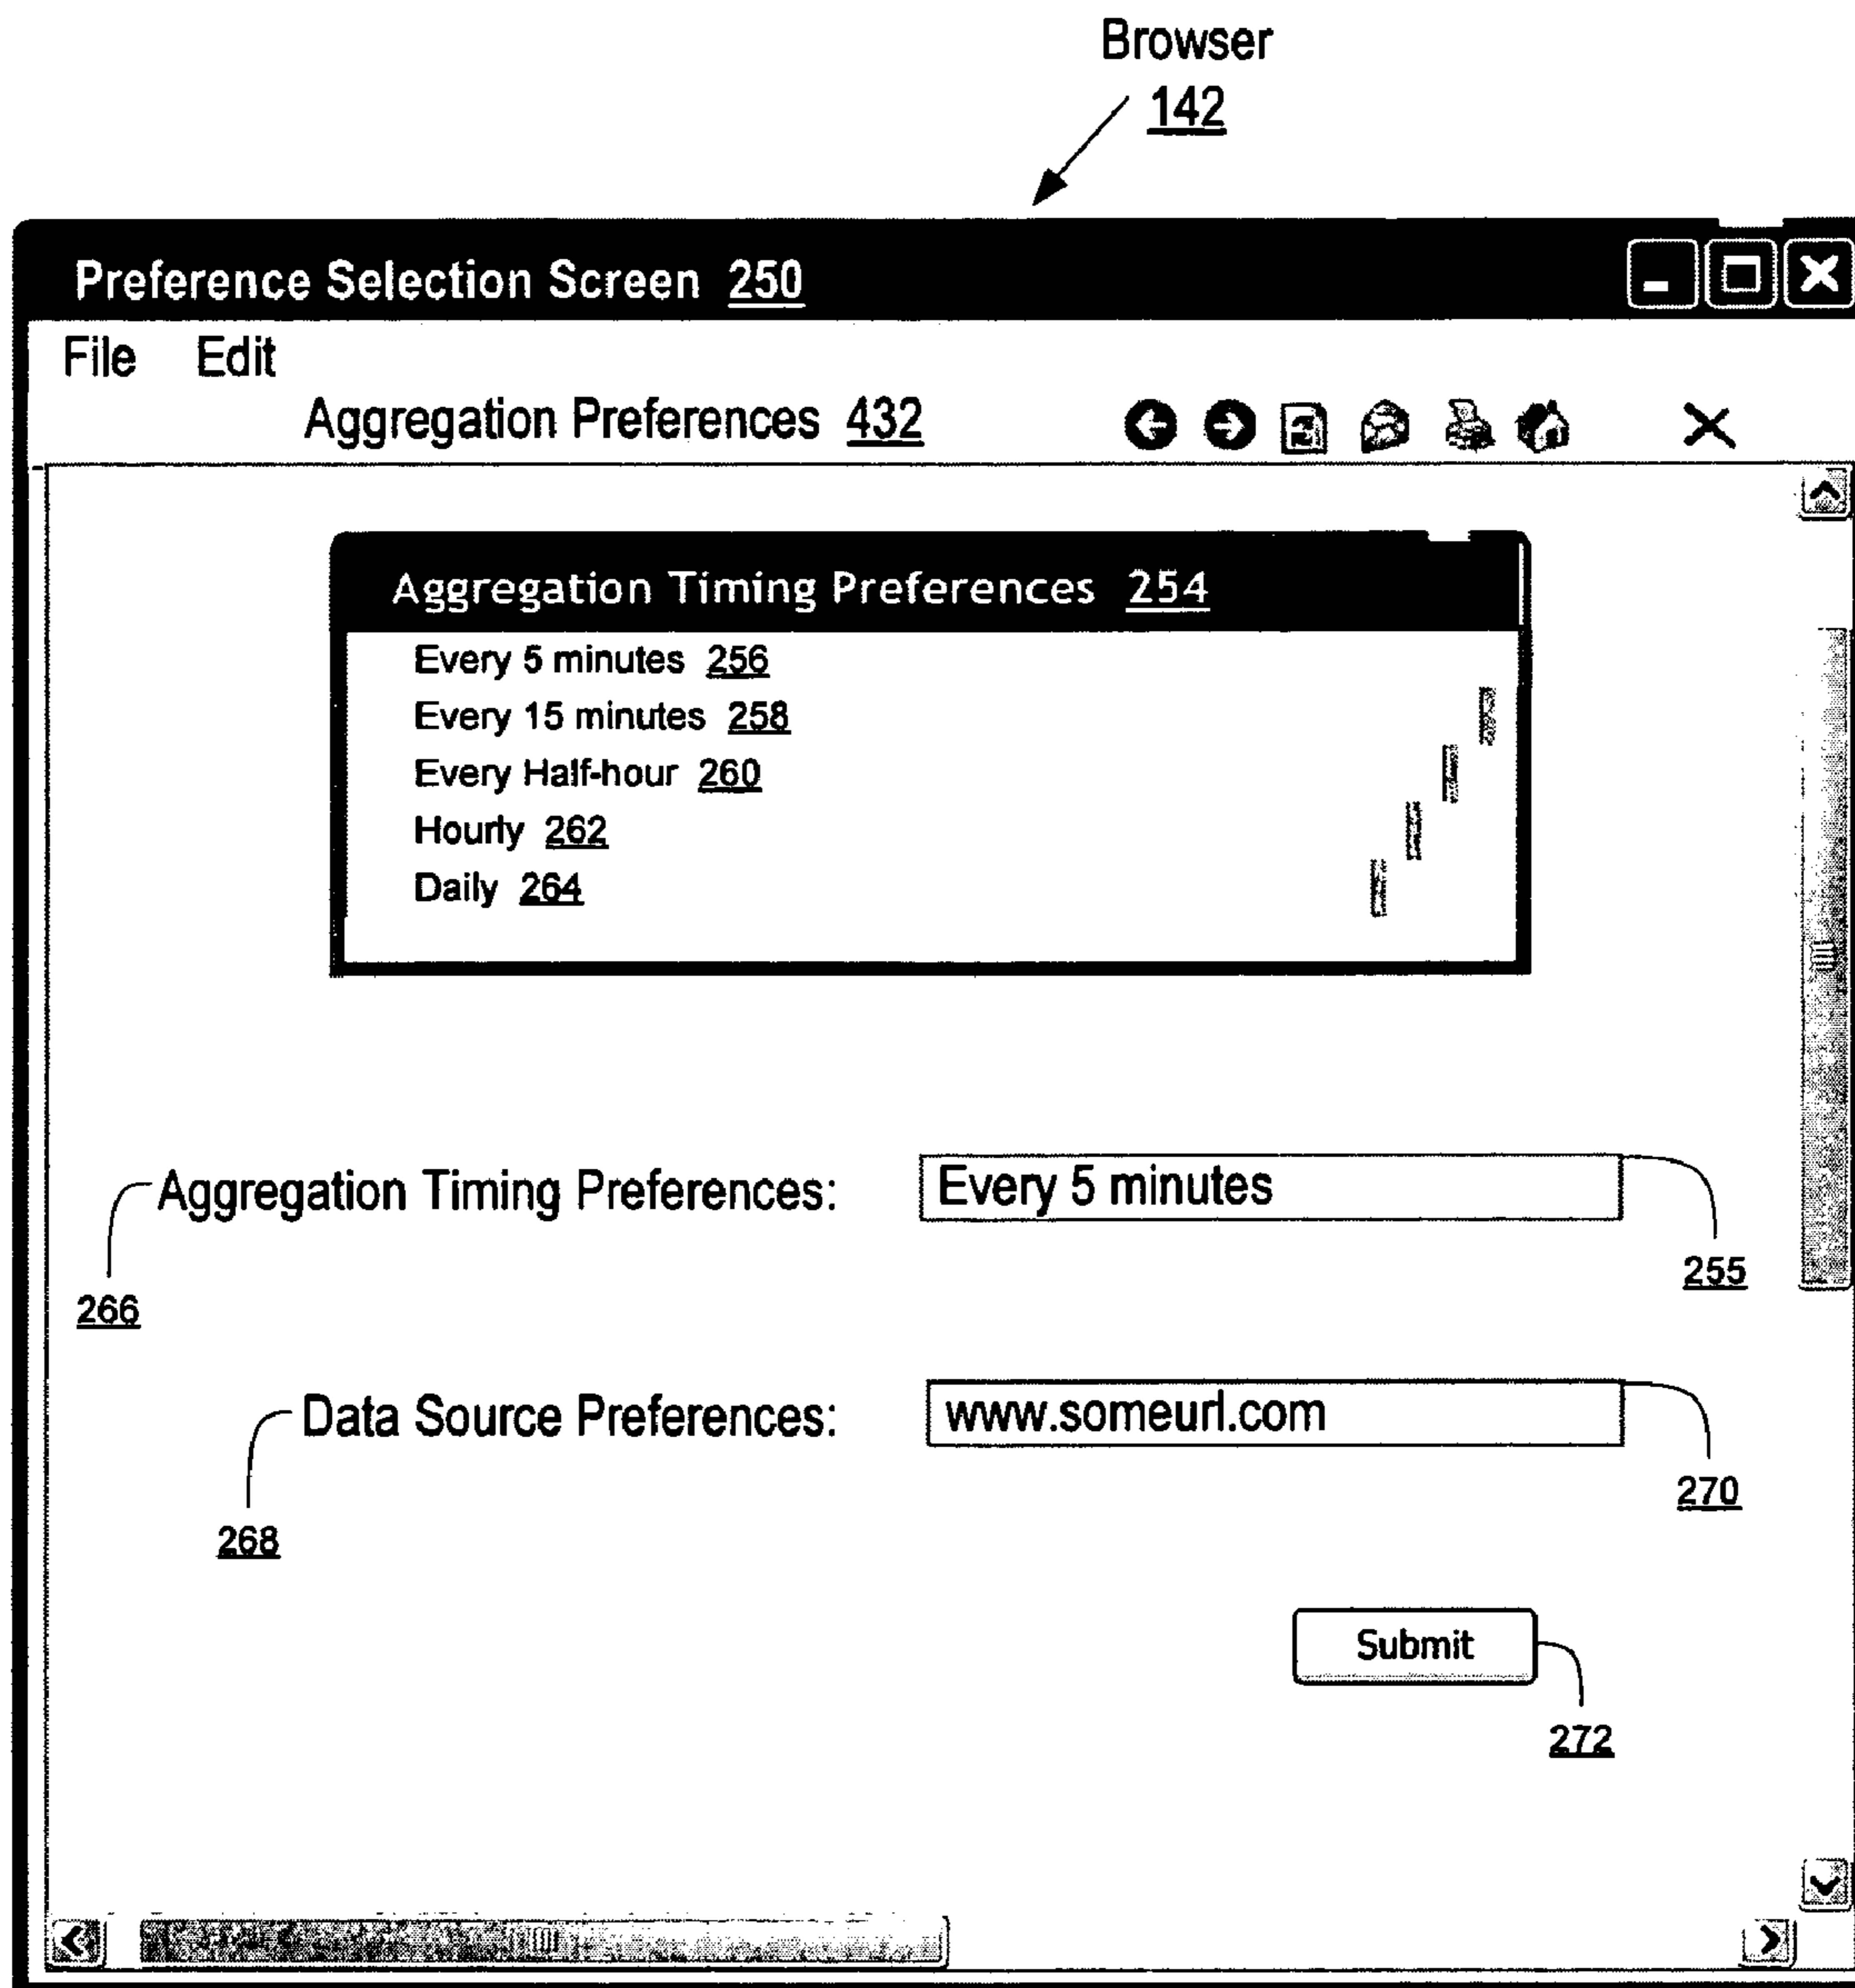 Browser
142
Preference Selection Screen 250
File Edit
Aggregation Preferences 432
Aggregation Timing Preferences 254
Every 5 minutes 256
Every 15 minutes 258
Every Half-hour 260
Hourly 262
Daily 264
Aggregation Timing Preferences: Every 5 minutes
255
266
Data Source Preferences: www.someurl.com
270
268
Submit
272